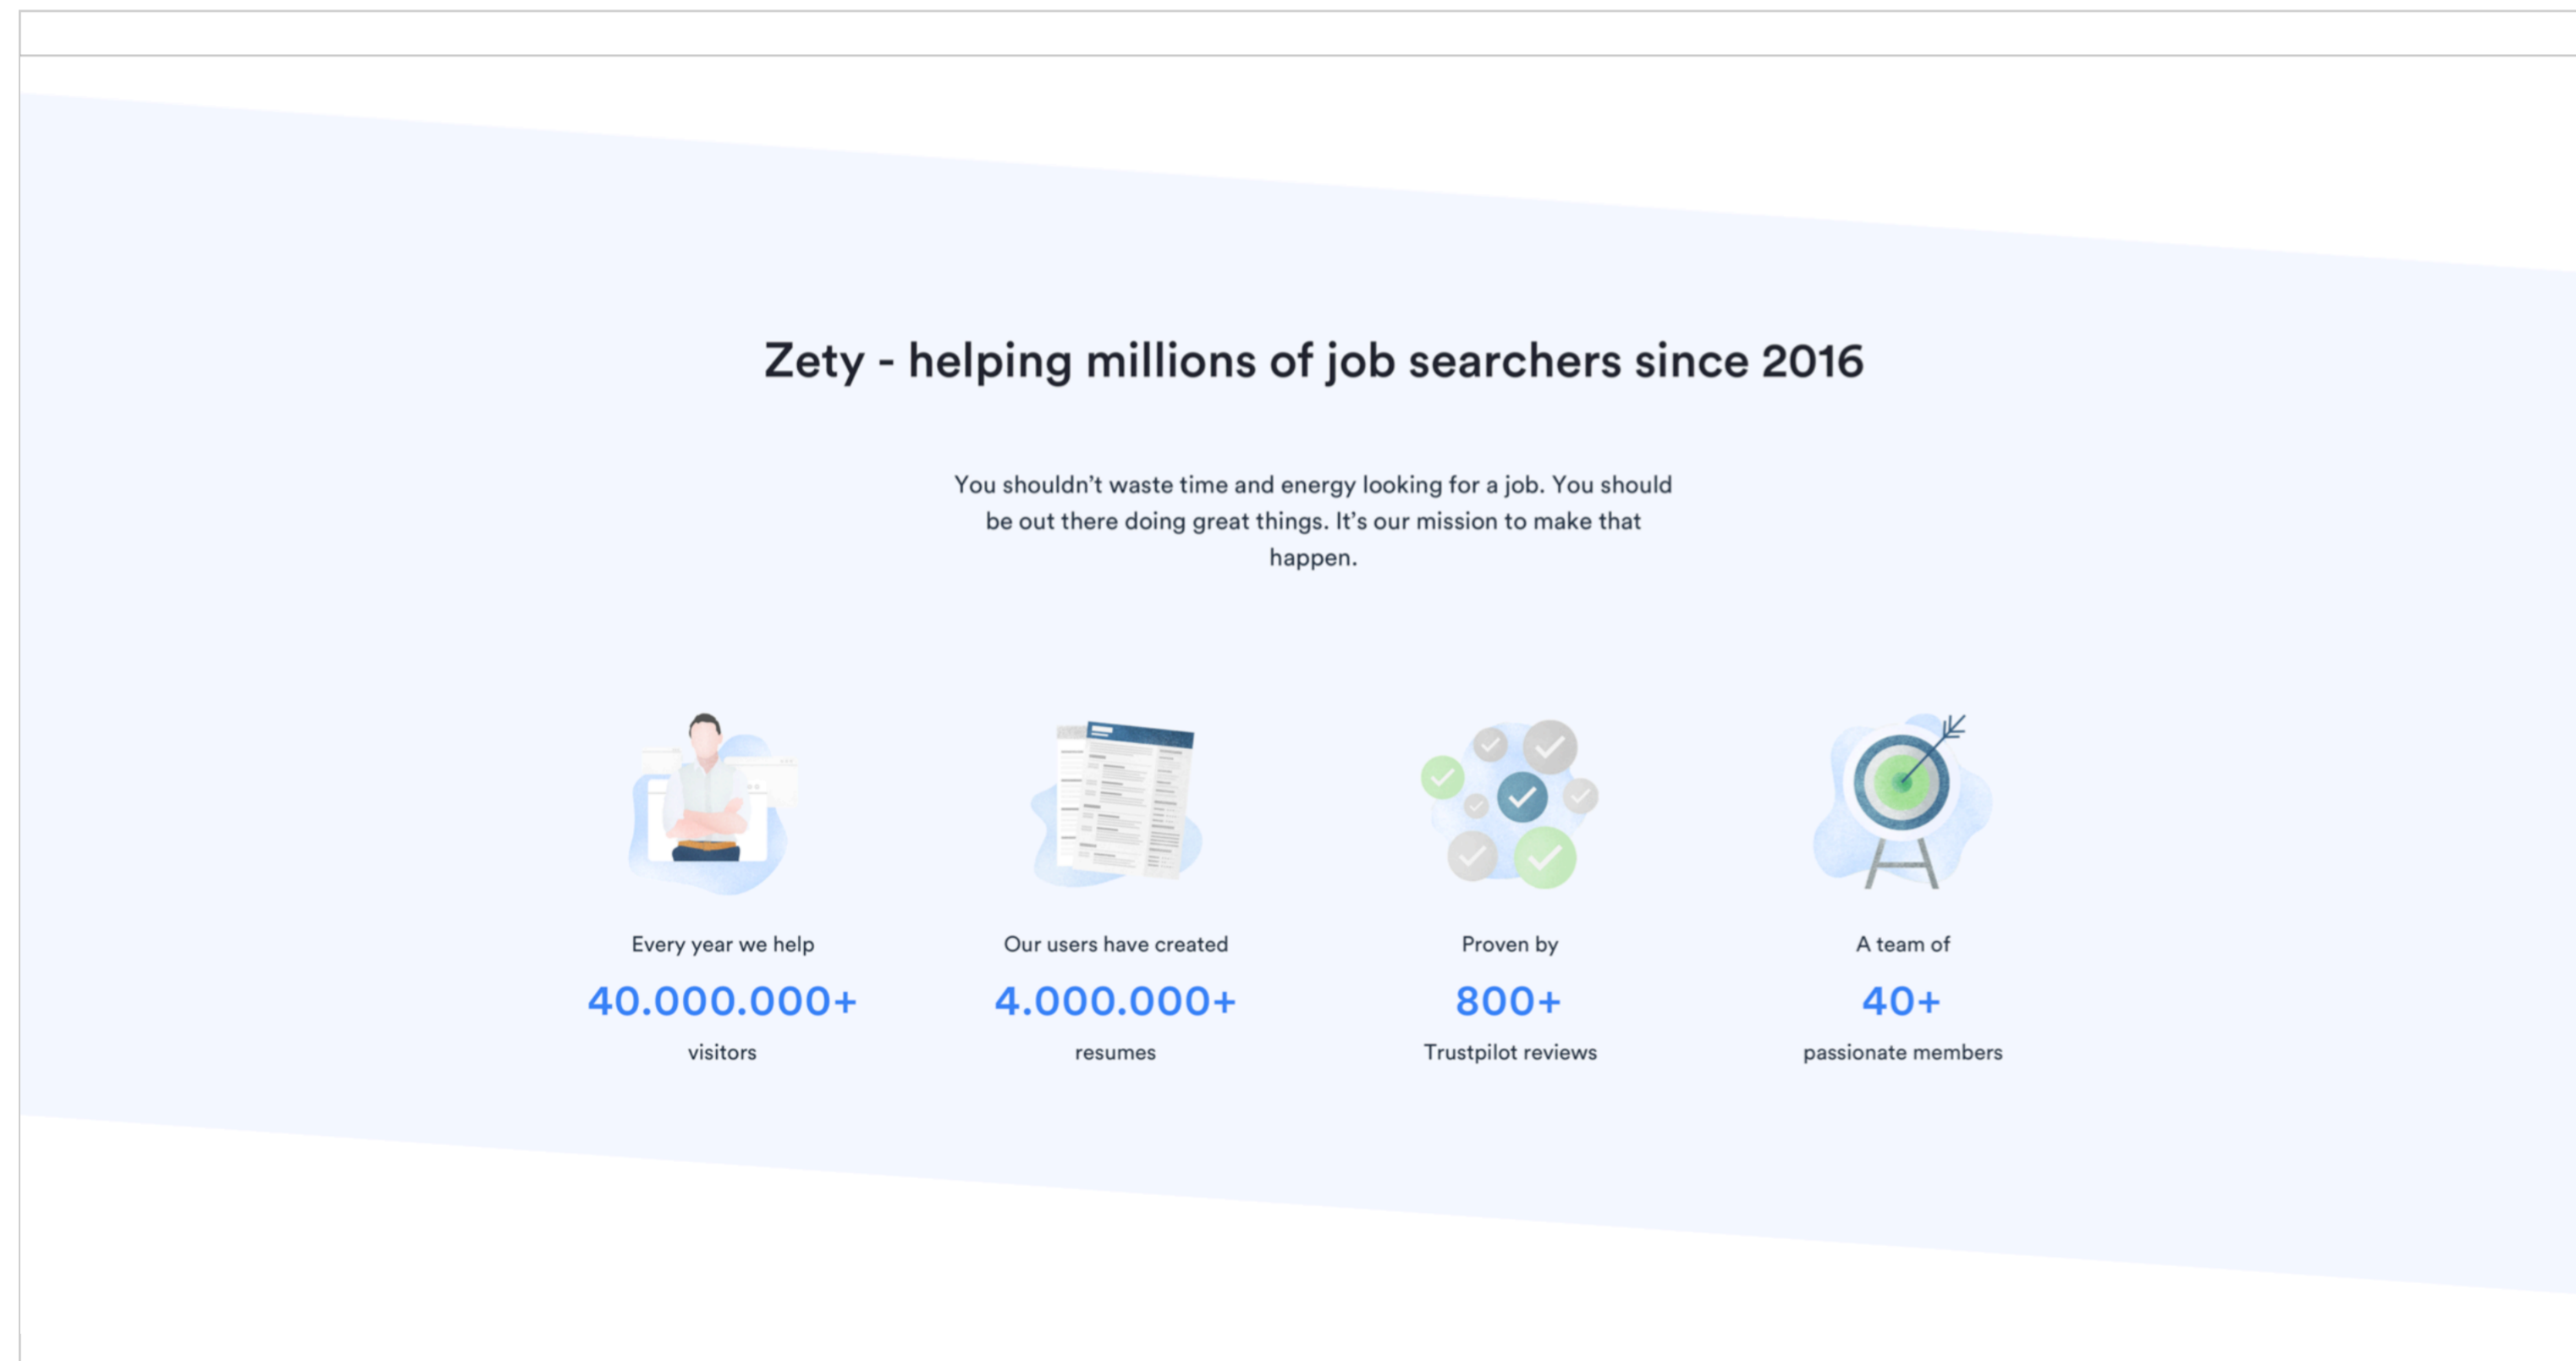 Zety - helping millions of job searchers since 2016
You shouldn’t waste time and energy looking for a job. You should
be out there doing great things. It’s our mission to make that
happen.
Every year we help
40.000.000+
visitors
Our users have created
4.000.000+
resumes
Proven by
800+
Trustpilot reviews
A team of
40+
passionate members